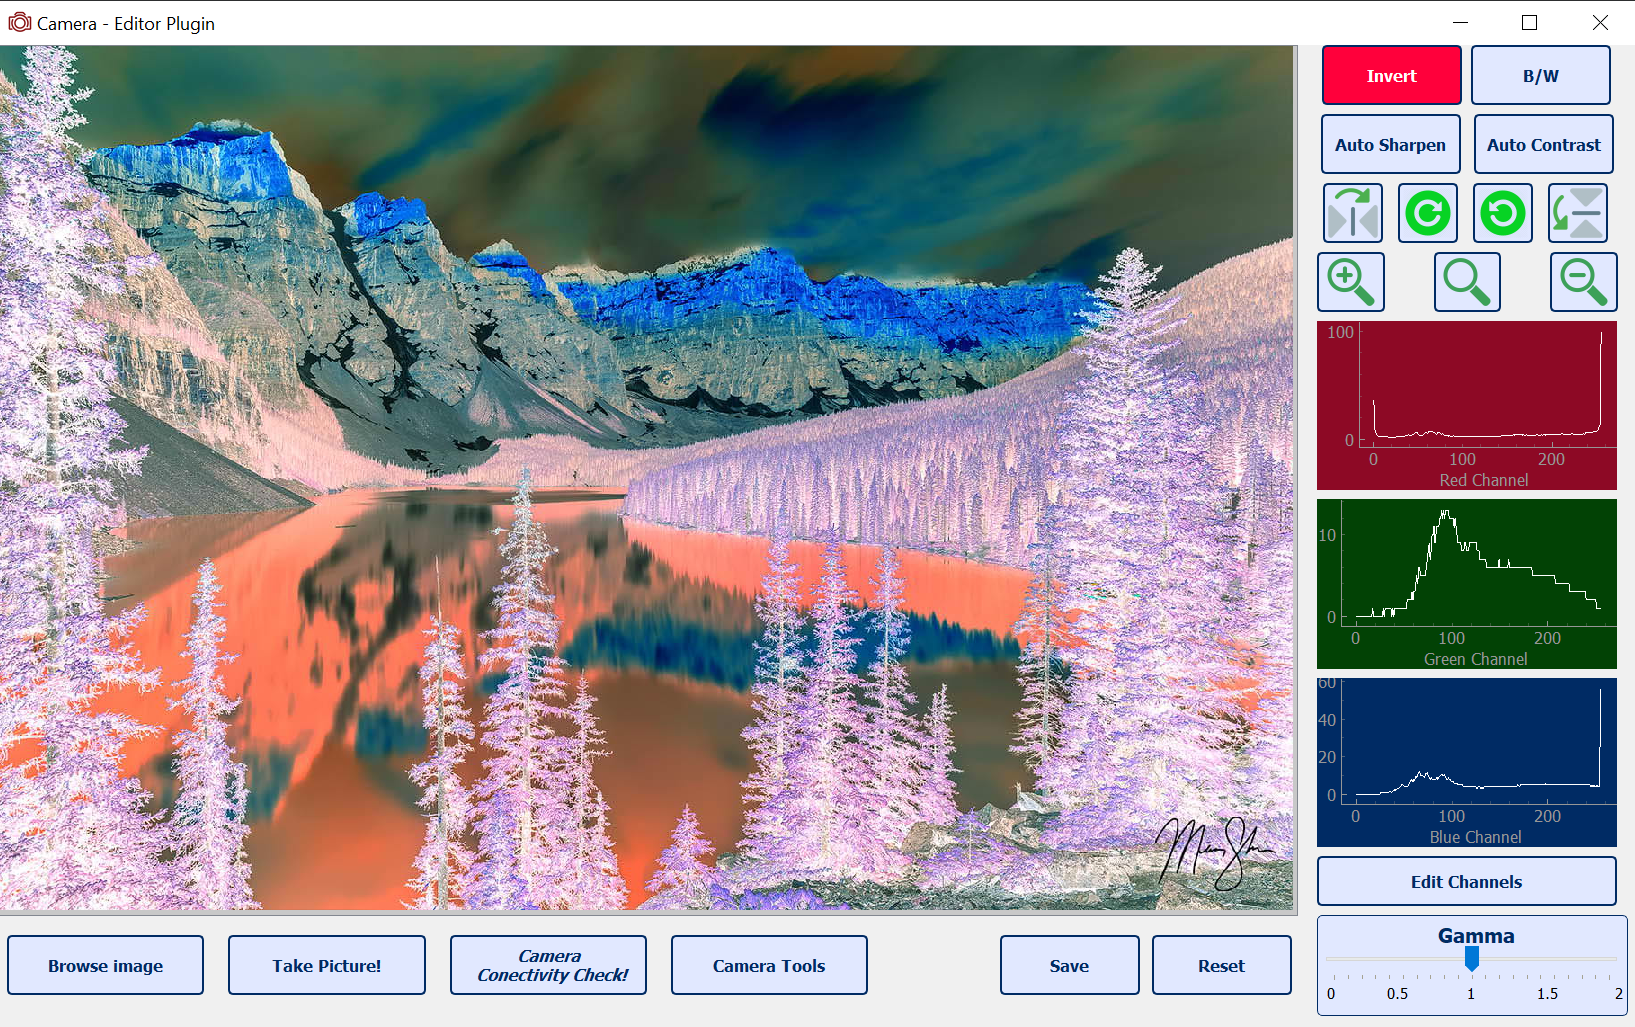 Camera - Editor Plugin
Invert
B/W
Auto Sharpen
Auto Contrast
100
0
0 100 200
Red Channel
10
0
0 100 200
Green Channel
60
40
20
0
0 100 200
Blue Channel
Edit Channels
Gamma
0 0.5 1 1.5 2
Browse image
Take Picture!
Camera
Conectivity Check!
Camera Tools
Save
Reset